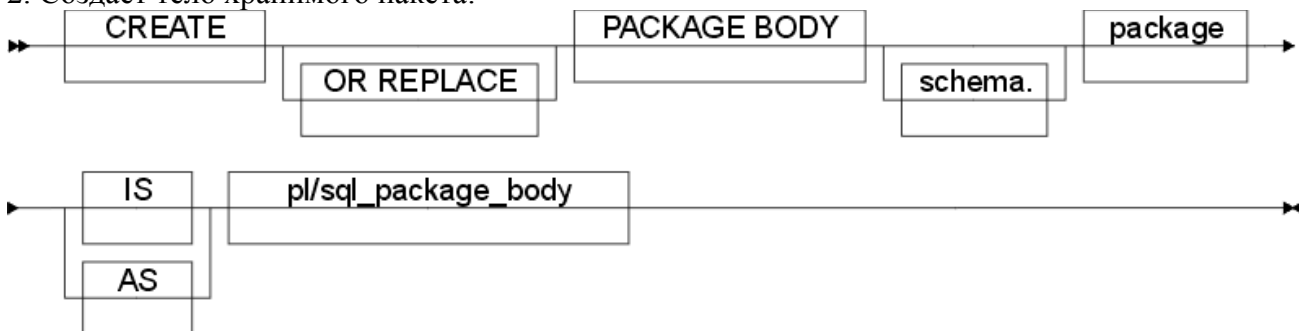 2. Создает тело хранимого пакета:
CREATE PACKAGE BODY package
OR REPLACE schema.
IS pl/sql_package_body
AS